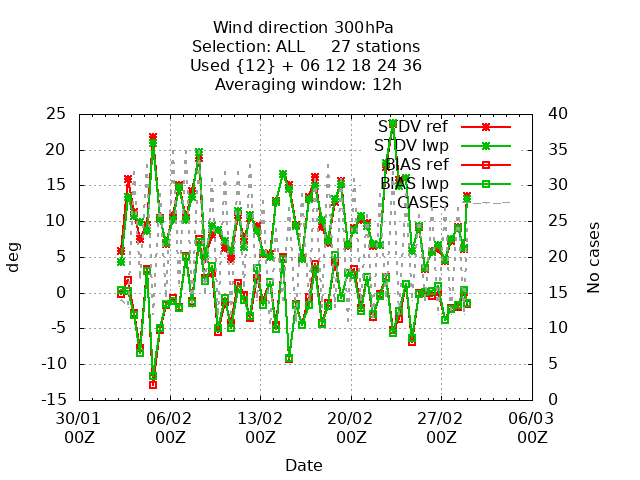 Wind direction 300hPa
Selection: ALL 27 stations
Used {12} + 06 12 18 24 36
Averaging window: 12h
25
20
15
10
5
0
-5
-10
-15
40
35
30
25
20
15
10
5
0
STDV ref
STDV lwp
BIAS ref
BIAS lwp
CASES
deg
No cases
30/01 06/02 13/02 20/02 27/02 06/03
00Z 00Z 00Z 00Z 00Z 00Z
Date